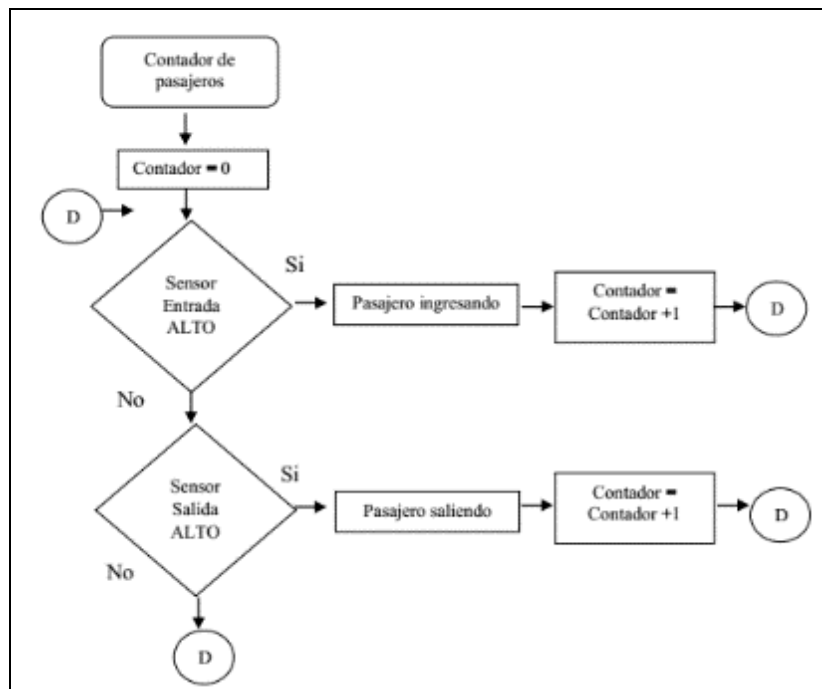 Contador de
pasajeros
Contador = 0
D
Sensor
Entrada
ALTO
Si
Pasajero ingresando
Contador =
Contador +1
D
No
Sensor
Salida
ALTO
Si
Pasajero saliendo
Contador =
Contador +1
D
No
D